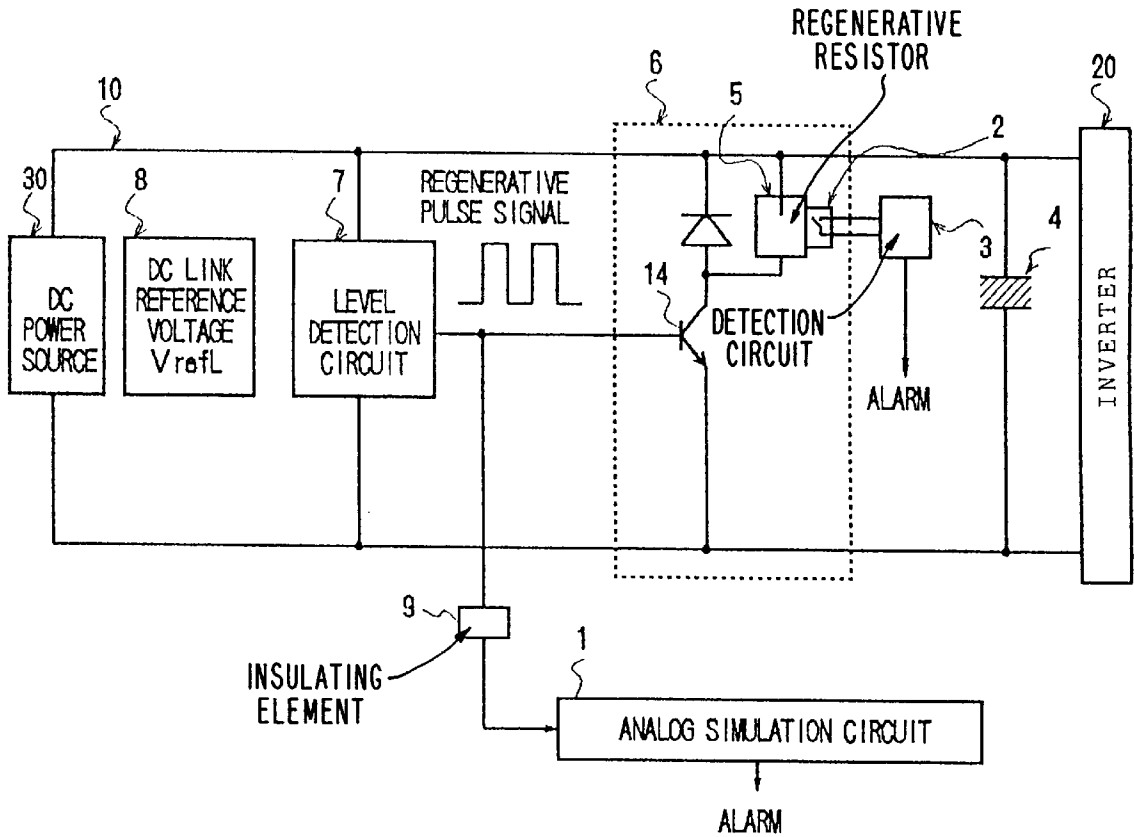 REGENERATIVE
RESISTOR
6
5
2
20
10
30
8
7
REGENERATIVE
PULSE SIGNAL
3
4
DC
POWER
SOURCE
DC LINK
REFERENCE
VOLTAGE
VrefL
LEVEL
DETECTION
CIRCUIT
14
DETECTION
CIRCUIT
ALARM
INVERTER
9
INSULATING
ELEMENT
1
ANALOG SIMULATION CIRCUIT
ALARM